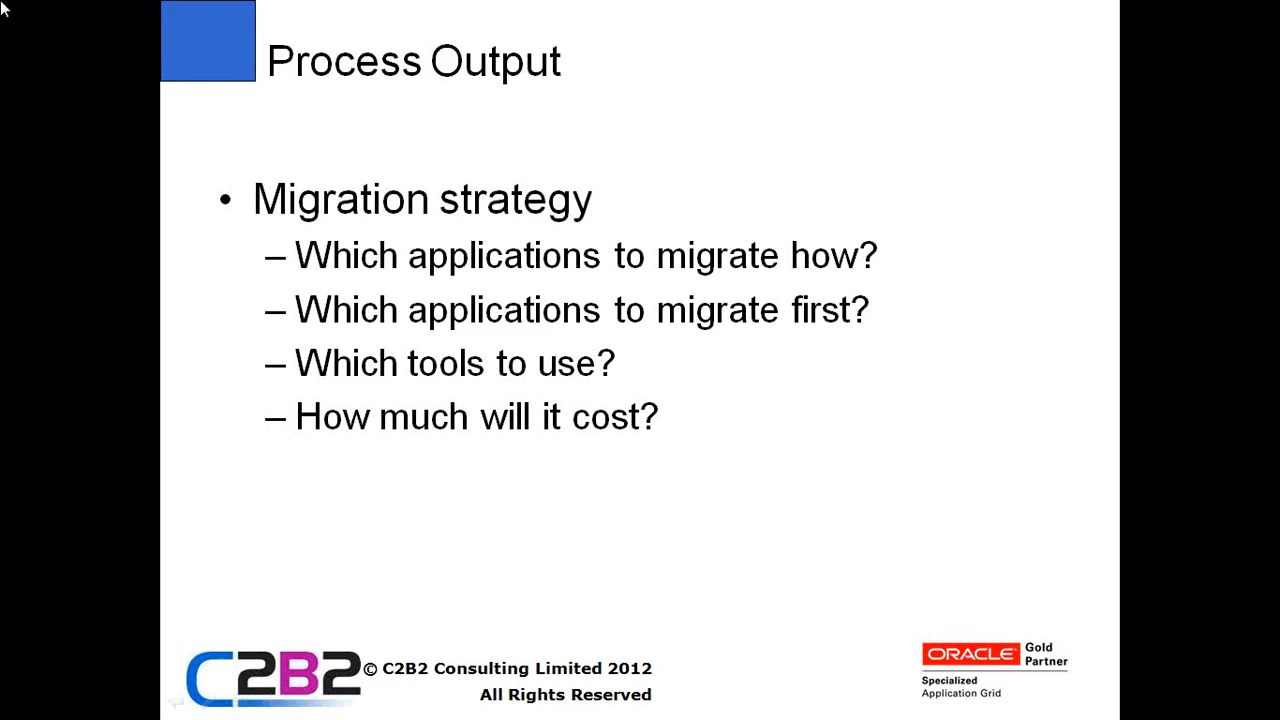 Process Output
• Migration strategy
– Which applications to migrate how?
– Which applications to migrate first?
– Which tools to use?
– How much will it cost?
C2B2 © C2B2 Consulting Limited 2012
All Rights Reserved
ORACLE Gold
Partner
Specialized
Application Grid